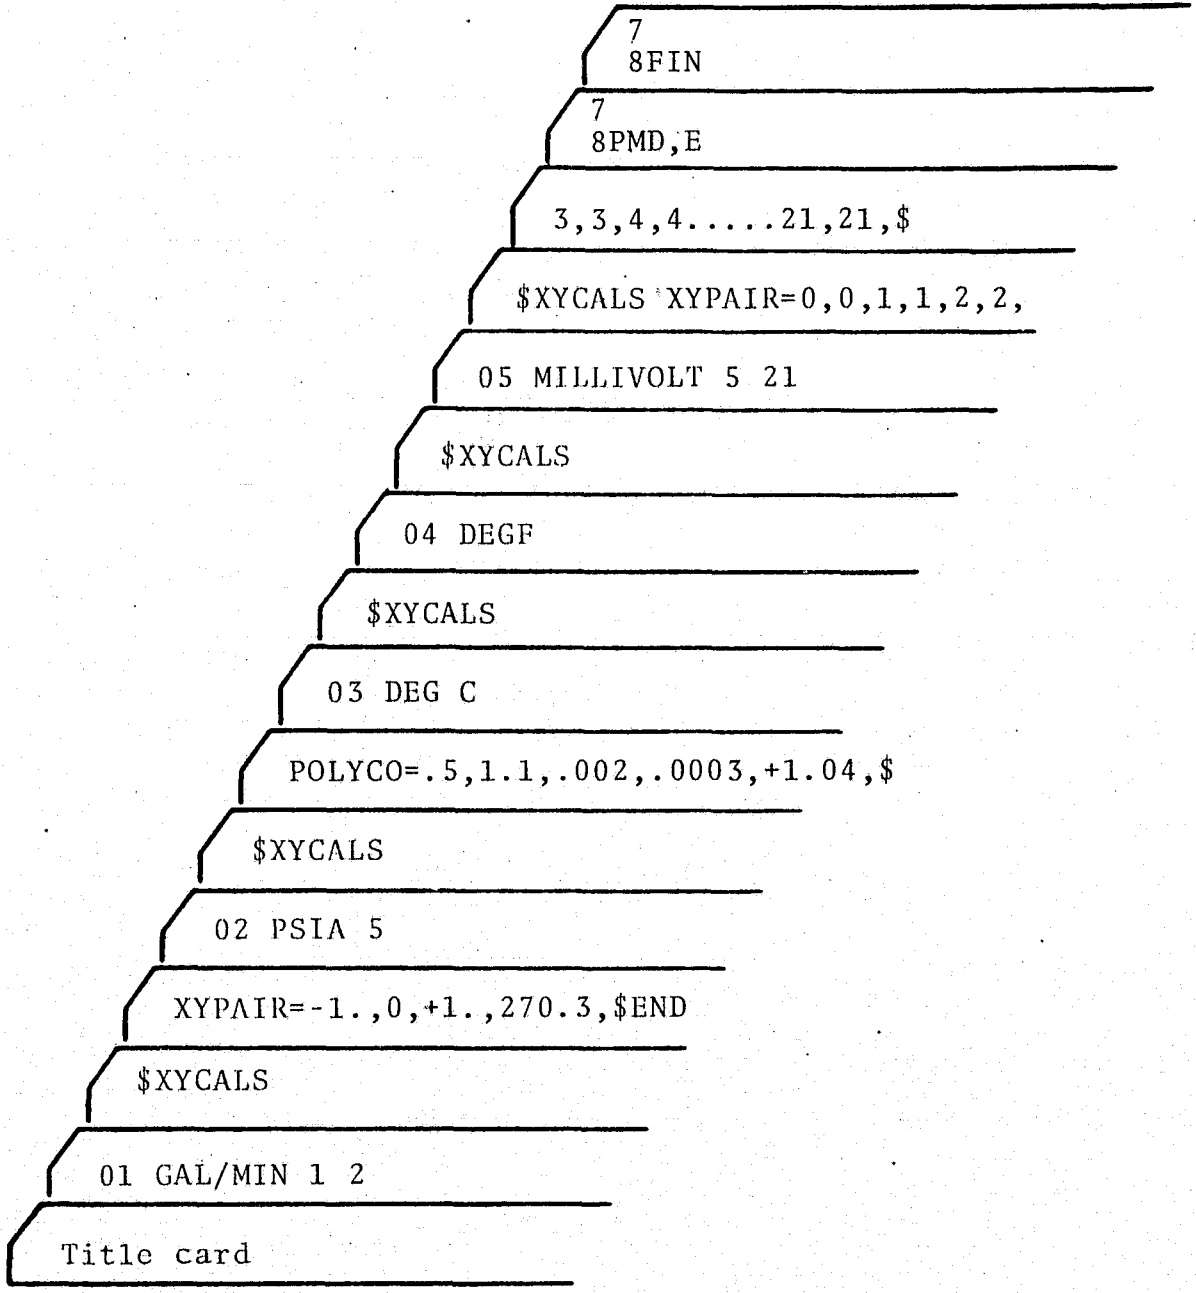 7
8FIN
7
8PMD,E
3,3,4,4.....21,21,$
$XYCALS XYPAIR=0,0,1,1,2,2,
05 MILLIVOLT 5 21
$XYCALS
04 DEGF
$XYCALS
03 DEG C
POLYCO=.5,1.1,.002,.0003,+1.04,$
$XYCALS
02 PSIA 5
XYPAIR=-1.,0,+1.,270.3,$END
$XYCALS
01 GAL/MIN 1 2
Title card